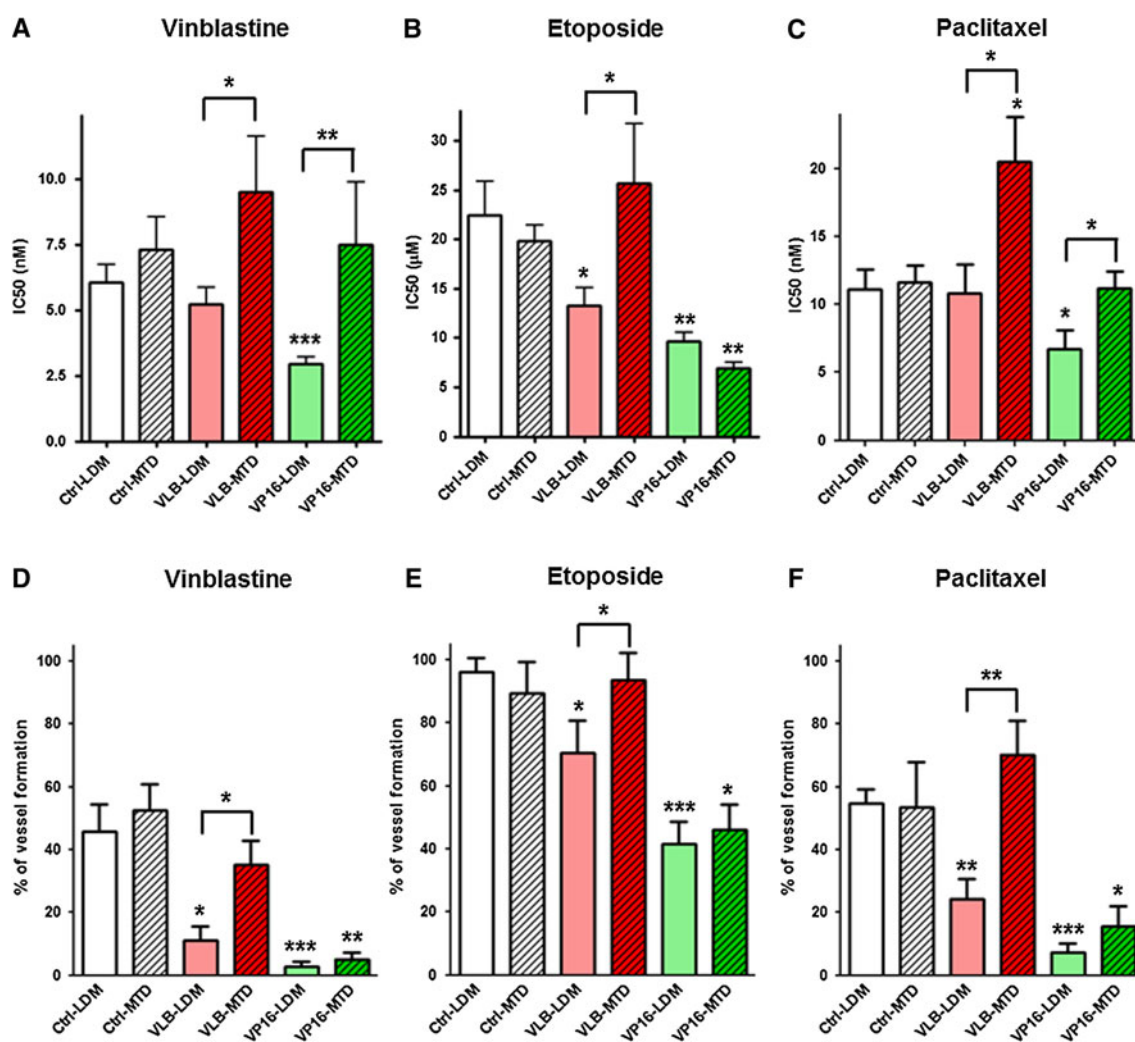 A Vinblastine
IC50 (nM)
10.0
7.5
5.0
2.5
0.0
*
**
***
Ctrl-LDM
Ctrl-MTD
VLB-LDM
VLB-MTD
VP16-LDM
VP16-MTD
B Etoposide
IC50 (µM)
30
25
20
15
10
5
0
*
*
**
**
Ctrl-LDM
Ctrl-MTD
VLB-LDM
VLB-MTD
VP16-LDM
VP16-MTD
C Paclitaxel
IC50 (nM)
20
15
10
5
0
*
*
*
*
Ctrl-LDM
Ctrl-MTD
VLB-LDM
VLB-MTD
VP16-LDM
VP16-MTD
D Vinblastine
% of vessel formation
100
80
60
40
20
0
*
*
***
**
Ctrl-LDM
Ctrl-MTD
VLB-LDM
VLB-MTD
VP16-LDM
VP16-MTD
E Etoposide
% of vessel formation
100
80
60
40
20
0
*
*
***
*
Ctrl-LDM
Ctrl-MTD
VLB-LDM
VLB-MTD
VP16-LDM
VP16-MTD
F Paclitaxel
% of vessel formation
100
80
60
40
20
0
**
**
***
*
Ctrl-LDM
Ctrl-MTD
VLB-LDM
VLB-MTD
VP16-LDM
VP16-MTD